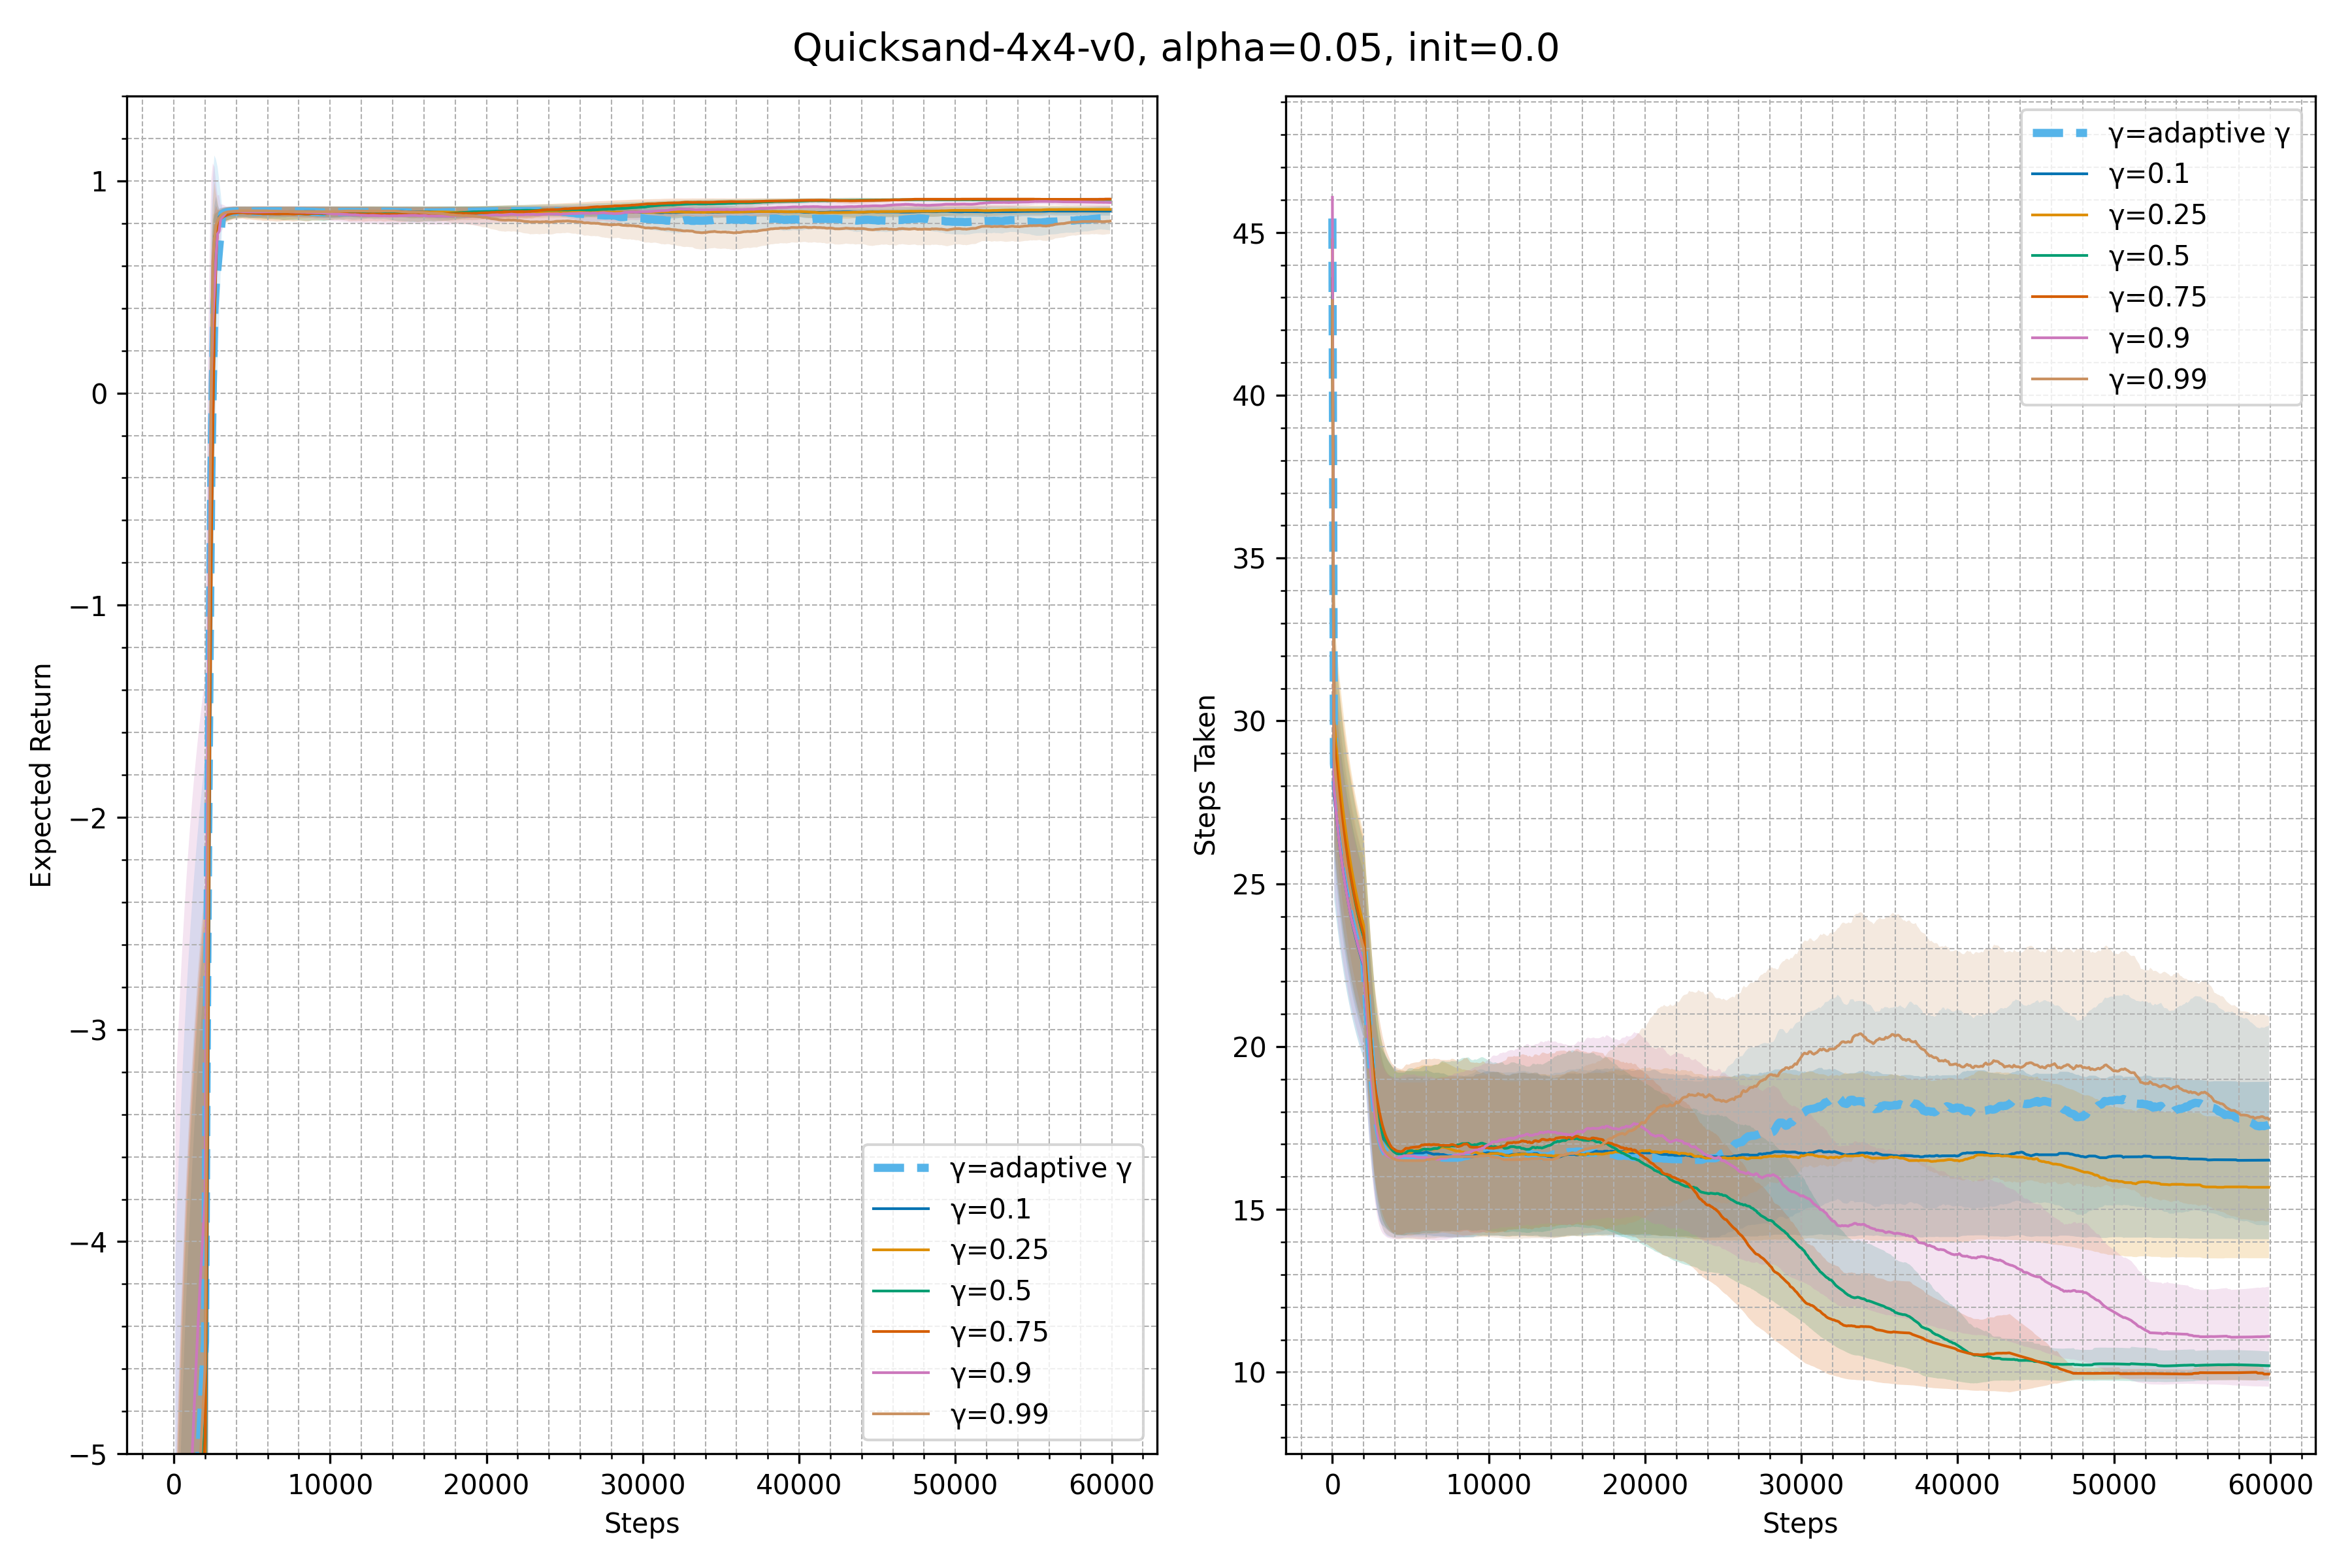 Quicksand-4x4-v0, alpha=0.05, init=0.0
Expected Return
1
0
−1
−2
−3
−4
−5
0
10000
20000
30000
40000
50000
60000
Steps
γ=adaptive γ
γ=0.1
γ=0.25
γ=0.5
γ=0.75
γ=0.9
γ=0.99
Steps Taken
45
40
35
30
25
20
15
10
0
10000
20000
30000
40000
50000
60000
Steps
γ=adaptive γ
γ=0.1
γ=0.25
γ=0.5
γ=0.75
γ=0.9
γ=0.99